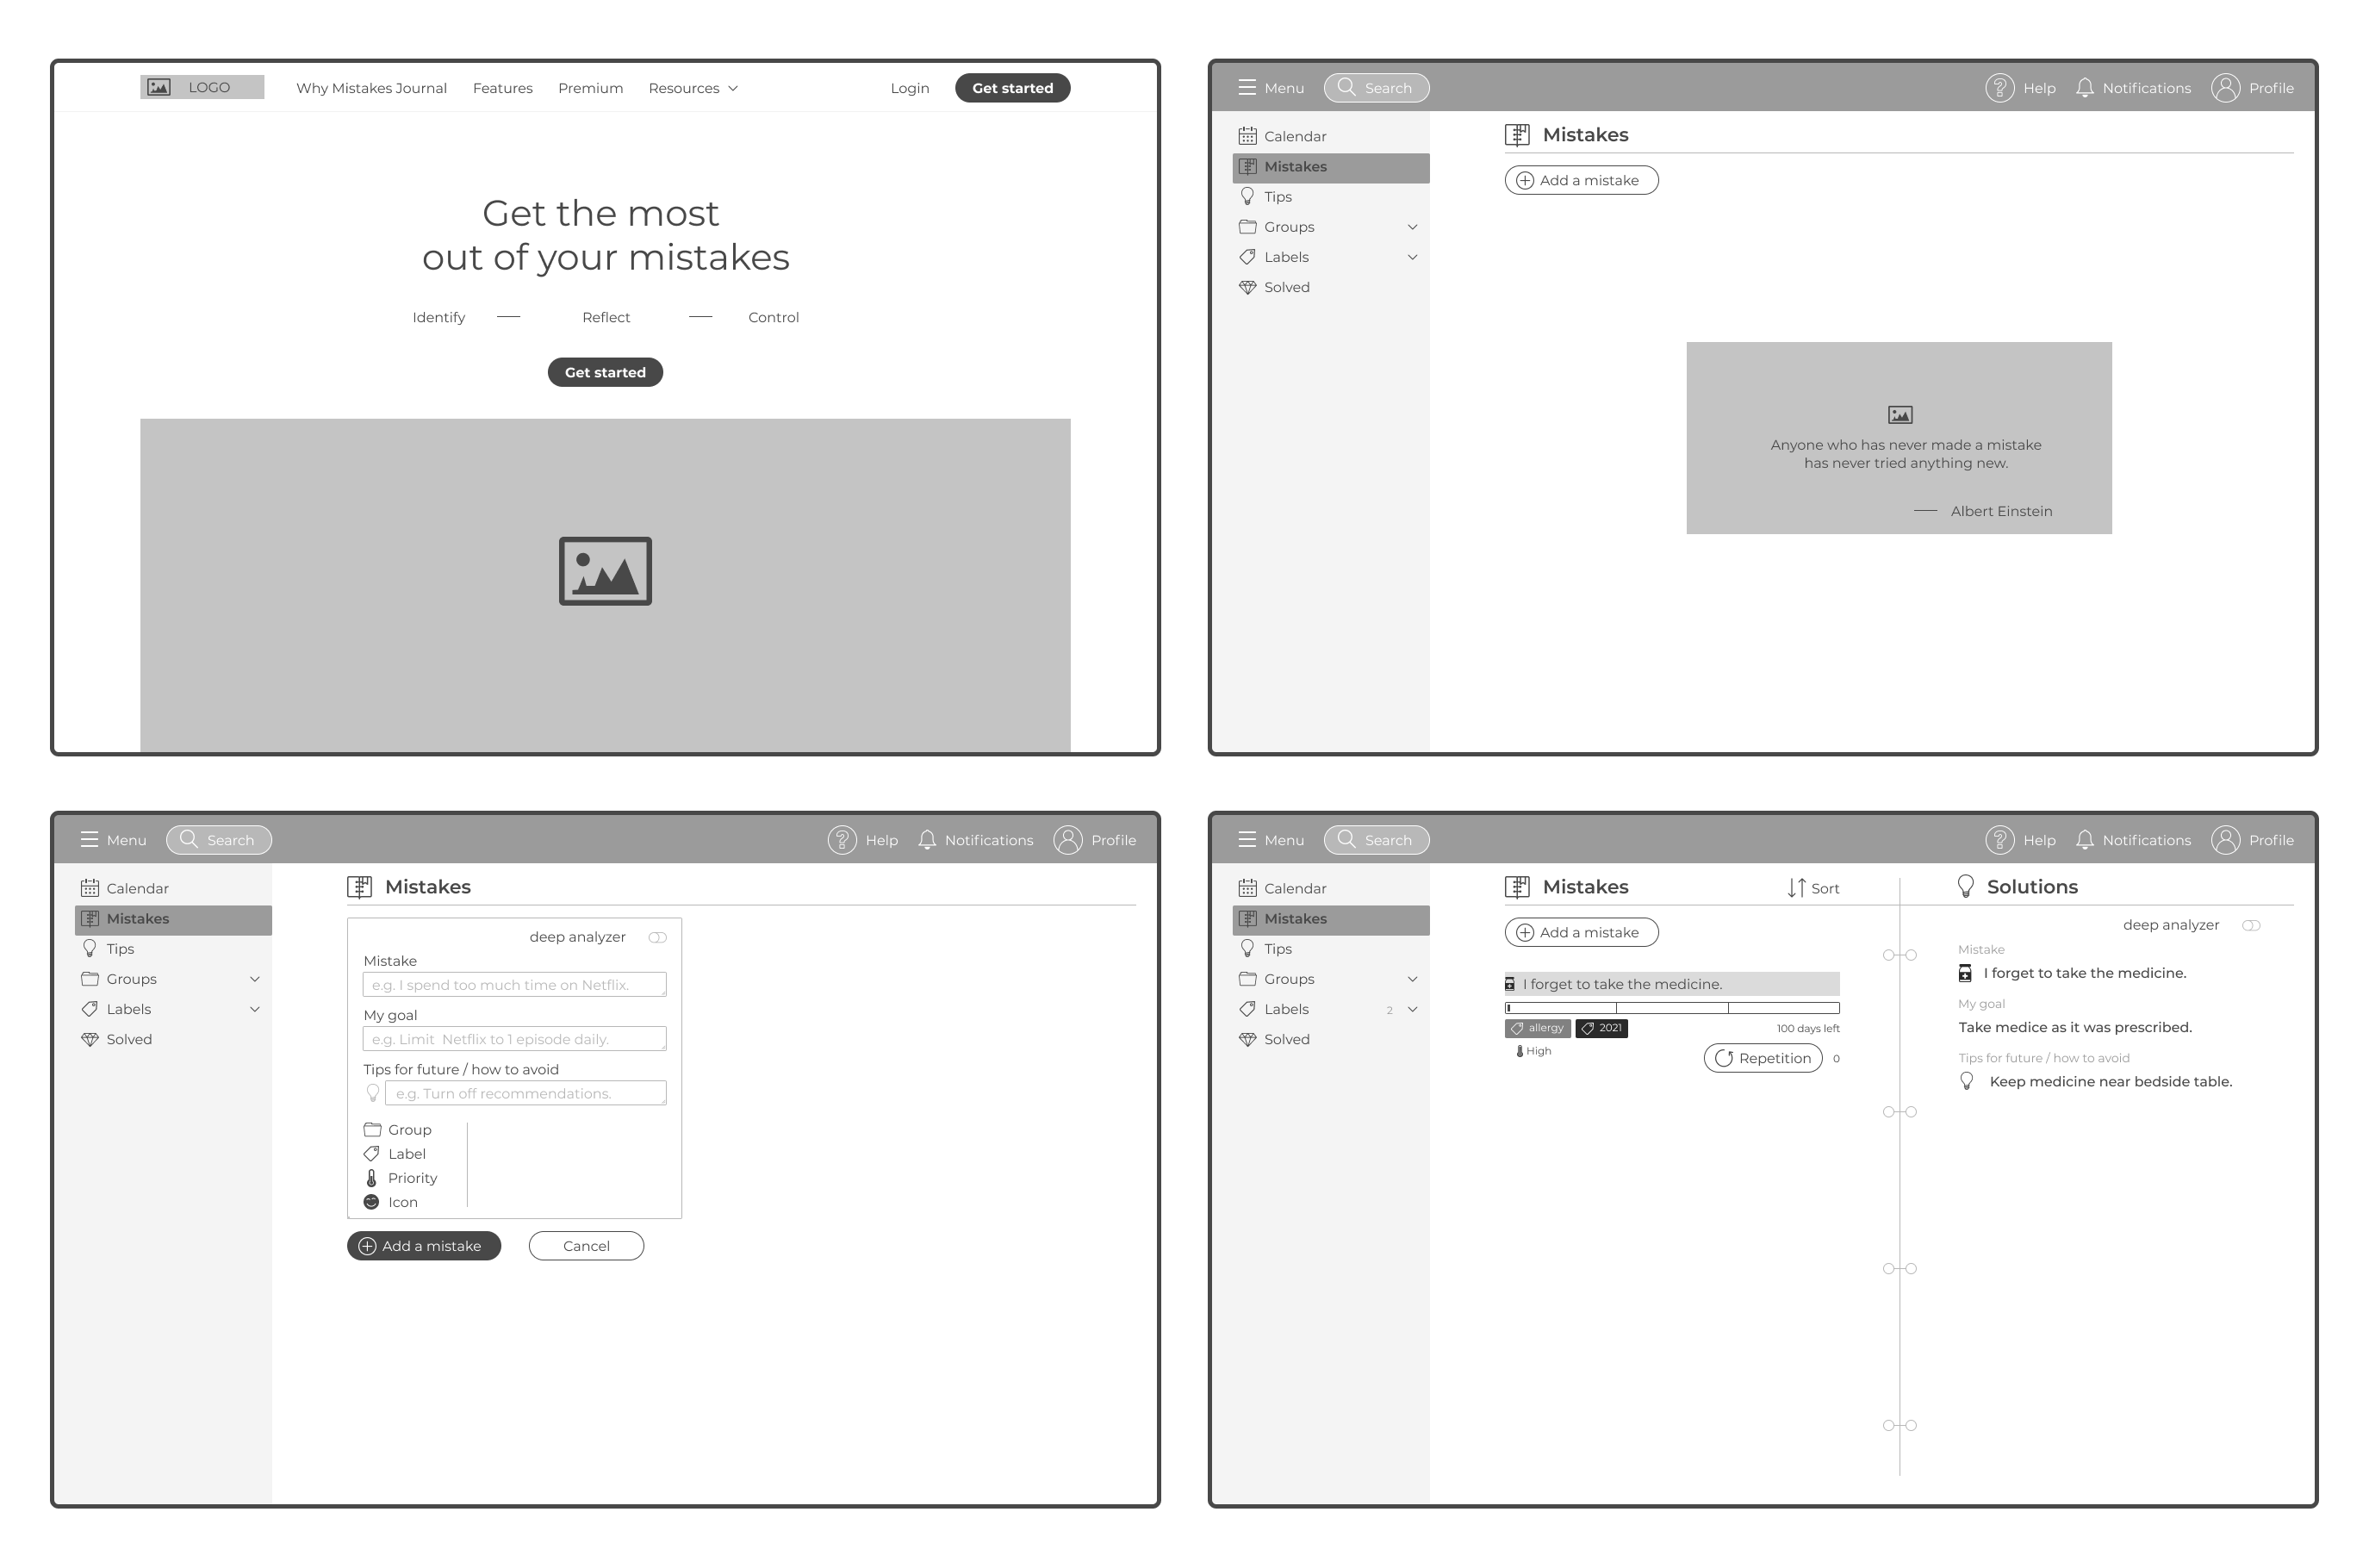 LOGO
Why Mistakes Journal
Features
Premium
Resources
Login
Get started
Get the most
out of your mistakes
Identify — Reflect — Control
Get started
Menu
Search
Help
Notifications
Profile
Calendar
Mistakes
Tips
Groups
Labels
Solved
Mistakes
Add a mistake
Anyone who has never made a mistake
has never tried anything new.
— Albert Einstein
Menu
Search
Help
Notifications
Profile
Calendar
Mistakes
Tips
Groups
Labels
Solved
Mistakes
deep analyzer
Mistake
e.g. I spend too much time on Netflix.
My goal
e.g. Limit Netflix to 1 episode daily.
Tips for future / how to avoid
e.g. Turn off recommendations.
Group
Label
Priority
Icon
Add a mistake
Cancel
Menu
Search
Help
Notifications
Profile
Calendar
Mistakes
Tips
Groups
Labels 2
Solved
Mistakes
Sort
Add a mistake
I forget to take the medicine.
allergy
2021
100 days left
High
Repetition 0
Solutions
deep analyzer
Mistake
I forget to take the medicine.
My goal
Take medice as it was prescribed.
Tips for future / how to avoid
Keep medicine near bedside table.